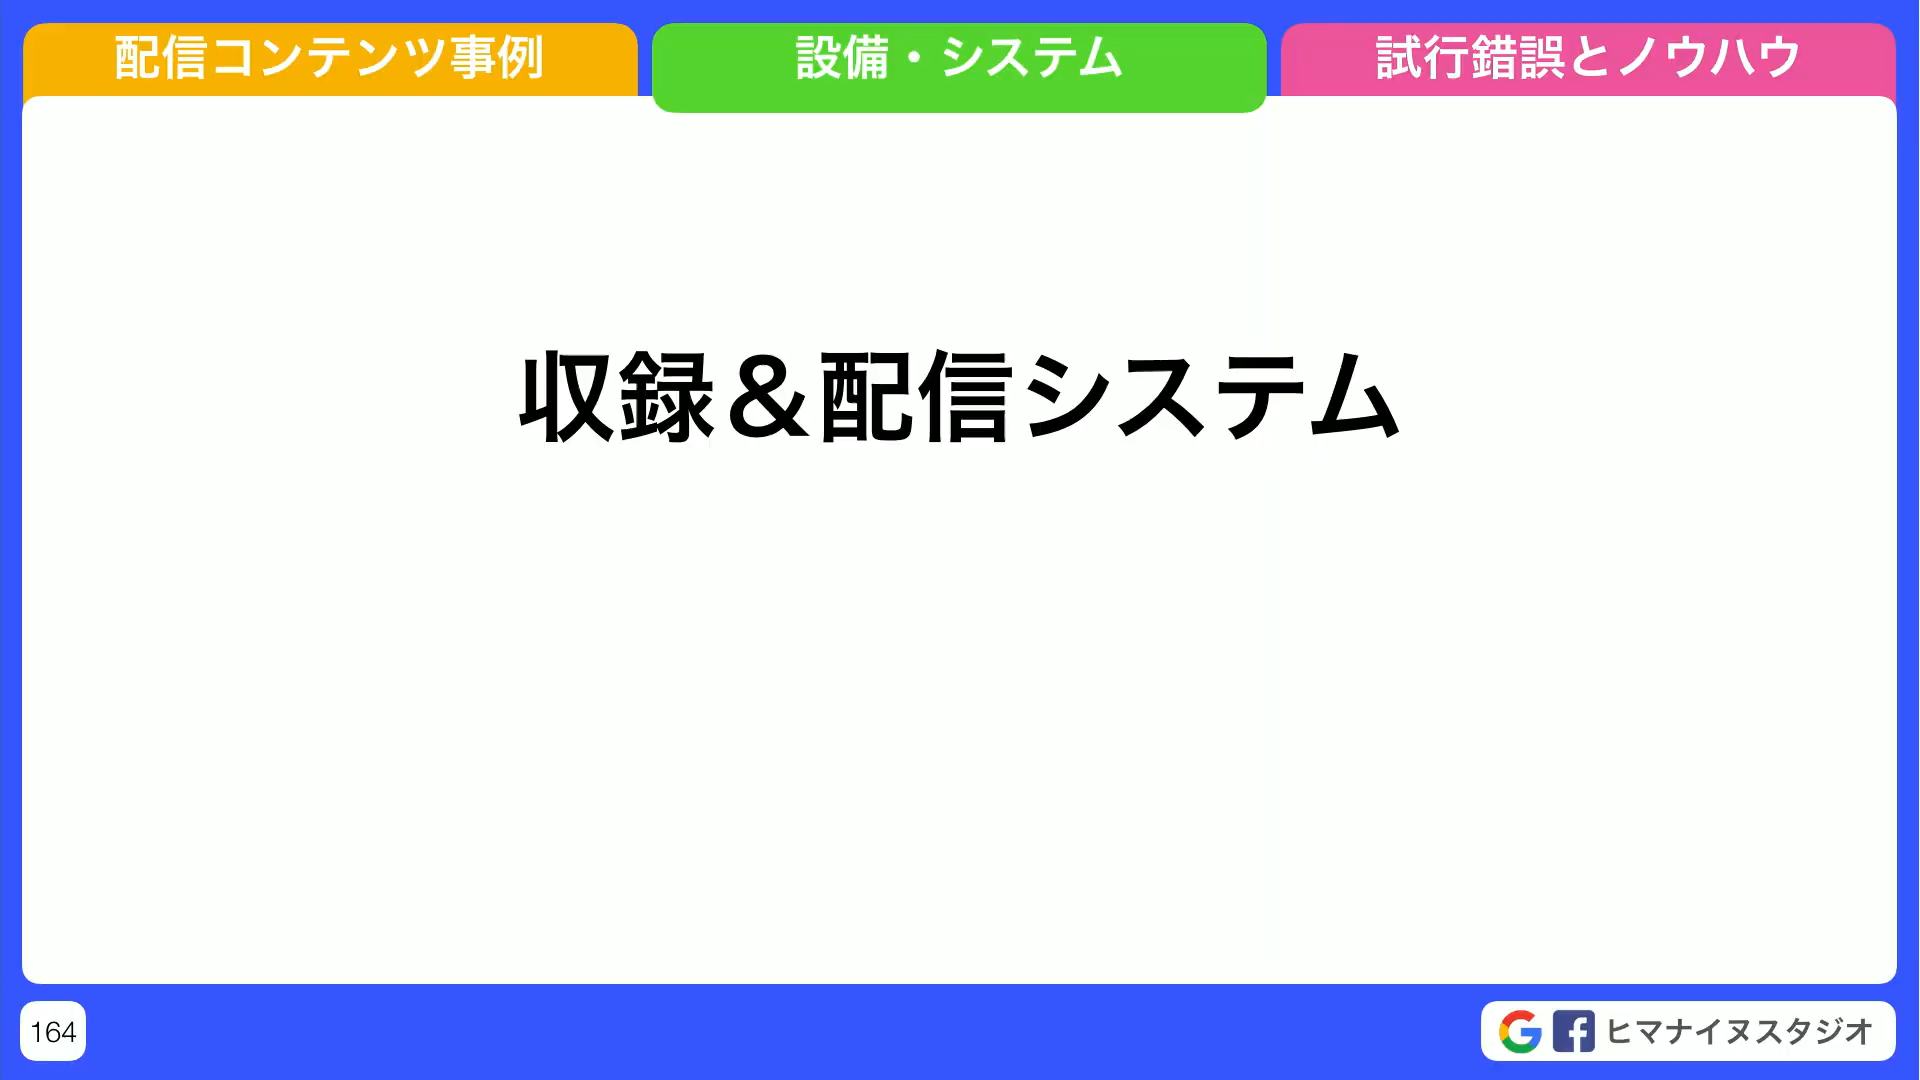 配信コンテンツ事例
設備・システム
試行錯誤とノウハウ
収録＆配信システム
164
ヒマナイヌスタジオ